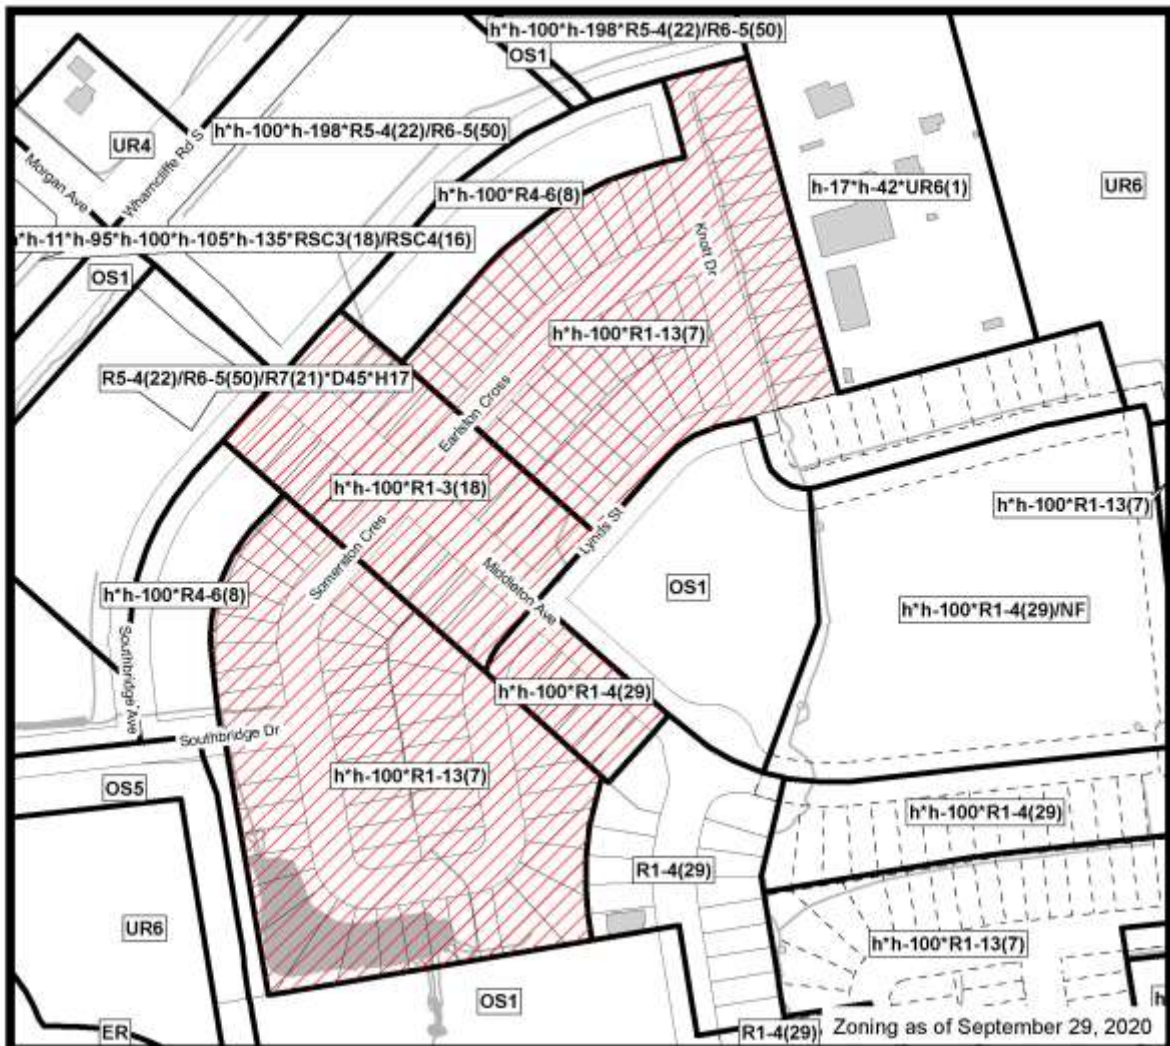 h*h-100*h-198*R5-4(22)/R6-5(50)
OS1
h*h-100*h-198*R5-4(22)/R6-5(50)
UR4
Morgan Ave
Wharncliffe Rd S
h*h-100*R4-6(8)
h-17*h-42*UR6(1)
UR6
*h-11*h-95*h-100*h-105*h-135*RSC3(18)/RSC4(16)
OS1
Knott Dr
h*h-100*R1-13(7)
R5-4(22)/R6-5(50)/R7(21)*D45*H17
Earlston Cross
h*h-100*R1-3(18)
h*h-100*R1-13(7)
Lynds St
Somerston Cres
Middleton Ave
OS1
h*h-100*R4-6(8)
h*h-100*R1-4(29)/NF
Southbridge Ave
h*h-100*R1-4(29)
Southbridge Dr
h*h-100*R1-13(7)
OS5
h*h-100*R1-4(29)
R1-4(29)
UR6
h*h-100*R1-13(7)
OS1
h
ER
R1-4(29)
Zoning as of September 29, 2020